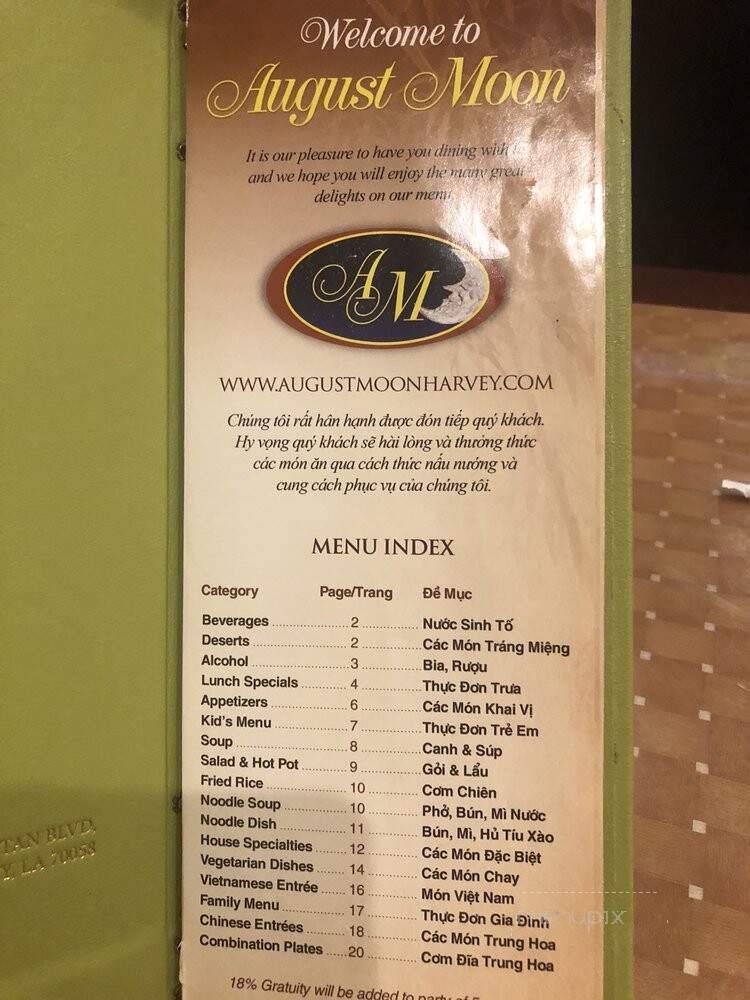 Welcome to
August Moon
It is our pleasure to have you dining with
and we hope you will enjoy the many great
delights on our menu
AM
WWW.AUGUSTMOONHARVEY.COM
Chúng tôi rất hân hạnh được đón tiếp quý khách.
Hy vọng quý khách sẽ hài lòng và thưởng thức
các món ăn qua cách thức nấu nướng và
cung cách phục vụ của chúng tôi.
MENU INDEX
Category Page/Trang Đề Mục
Beverages 2 Nước Sinh Tố
Deserts 2 Các Món Tráng Miệng
Alcohol 3 Bia, Rượu
Lunch Specials 4 Thực Đơn Trưa
Appetizers 6 Các Món Khai Vị
Kid's Menu 7 Thực Đơn Trẻ Em
Soup 8 Canh & Súp
Salad & Hot Pot 9 Gỏi & Lẩu
Fried Rice 10 Cơm Chiên
Noodle Soup 10 Phở, Bún, Mì Nước
Noodle Dish 11 Bún, Mì, Hủ Tíu Xào
House Specialties 12 Các Món Đặc Biệt
Vegetarian Dishes 14 Các Món Chay
Vietnamese Entrée 16 Món Việt Nam
Family Menu 17 Thực Đơn Gia Đình
Chinese Entrées 18 Các Món Trung Hoa
Combination Plates 20 Cơm Đĩa Trung Hoa
18% Gratuity will be added to party of 5
TAN BLVD.
Y, LA 70058
menupix